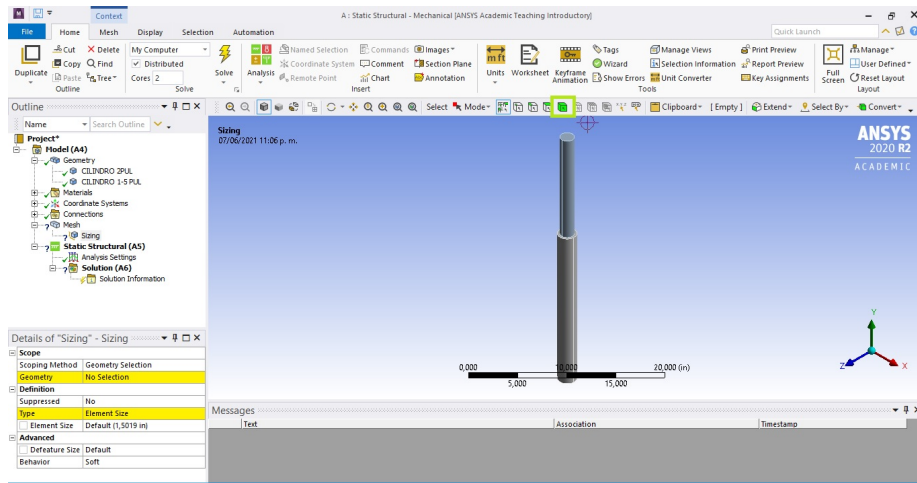 Context
A : Static Structural - Mechanical [ANSYS Academic Teaching Introductory]
File Home Mesh Display Selection Automation
Quick Launch
Duplicate
Cut
Copy
Paste
Delete
Find
Tree
Outline
My Computer
Distributed
Cores 2
Solve
Solve
Analysis
Named Selection
Coordinate System
Remote Point
Commands
Comment
Chart
Images
Section Plane
Annotation
Insert
Units
Worksheet
Keyframe Animation
Tags
Wizard
Show Errors
Manage Views
Selection Information
Unit Converter
Print Preview
Report Preview
Key Assignments
Tools
Full Screen
Manage
User Defined
Reset Layout
Layout
Outline
Select Mode Clipboard [ Empty ] Extend Select By Convert
Name Search Outline
Project*
Model (A4)
Geometry
CILINDRO 2PUL
CILINDRO 1-5 PUL
Materials
Coordinate Systems
Connections
Mesh
Sizing
Static Structural (A5)
Analysis Settings
Solution (A6)
Solution Information
Sizing
07/06/2021 11:06 p. m.
ANSYS
2020 R2
ACADEMIC
Y
Z
X
0,000 10,000 20,000 (in)
5,000 15,000
Details of "Sizing" - Sizing
Scope
Scoping Method Geometry Selection
Geometry No Selection
Definition
Suppressed No
Type Element Size
Element Size Default (1,5019 in)
Advanced
Defeature Size Default
Behavior Soft
Messages
Text Association Timestamp